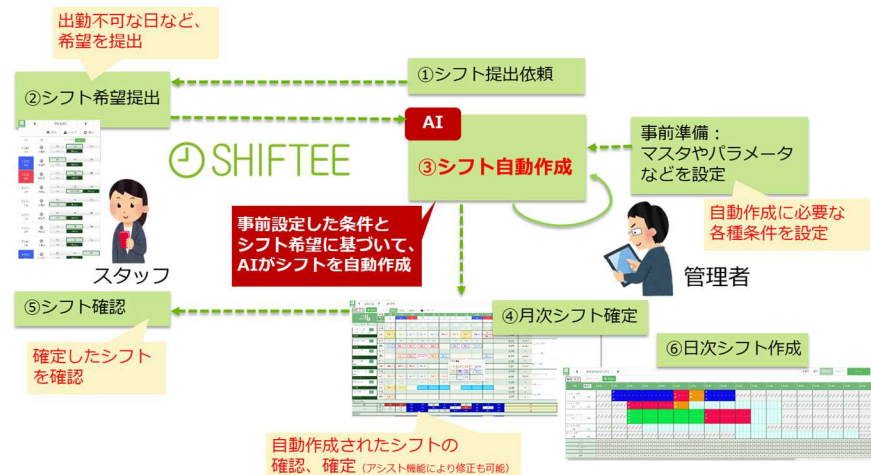 出勤不可な日など、
希望を提出
①シフト提出依頼
②シフト希望提出
AI
③シフト自動作成
事前準備：
マスタやパラメータ
などを設定
SHIFTEE
自動作成に必要な
各種条件を設定
事前設定した条件と
シフト希望に基づいて、
AIがシフトを自動作成
スタッフ
管理者
⑤シフト確認
④月次シフト確定
確定したシフト
を確認
⑥日次シフト作成
自動作成されたシフトの
確認、確定（アシスト機能により修正も可能）